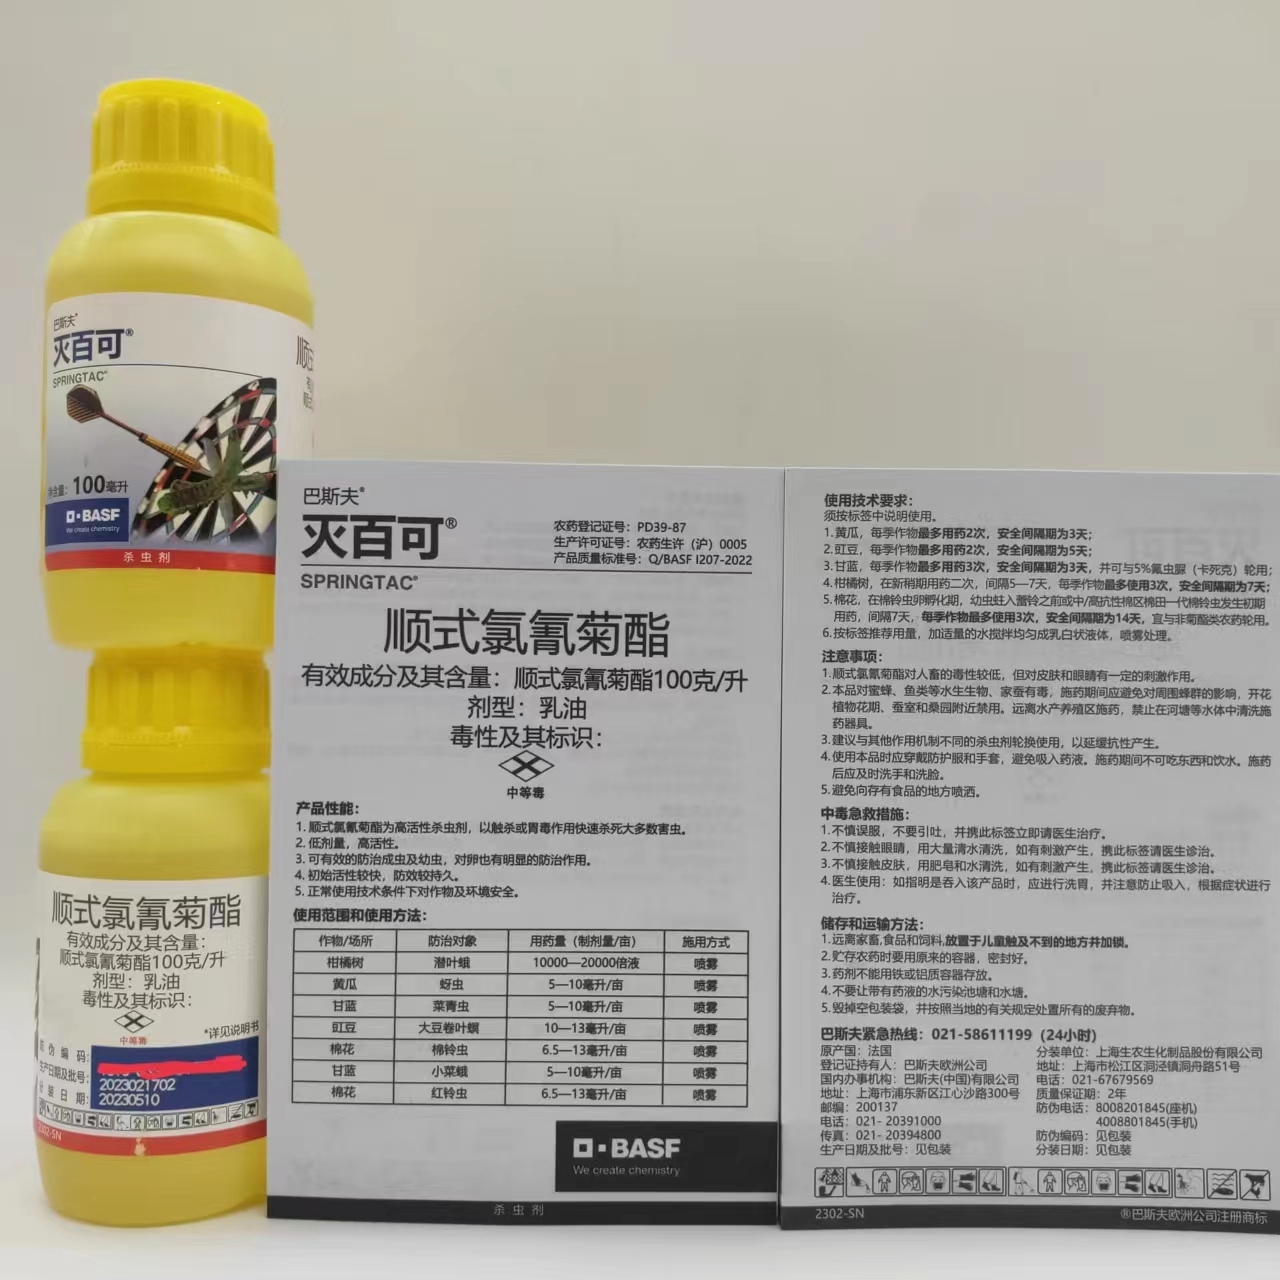 巴斯夫®
灭百可®
SPRINGTAC®
净含量：100毫升
BASF
We create chemistry
杀虫剂
顺式氯氰菊酯
有效成分及其含量：
顺式氯氰菊酯100克/升
剂型：乳油
毒性及其标识：
中等毒
*详见说明书
防伪编码：
生产日期及批号：
2023021702
分装日期：
20230510
2302-SN
巴斯夫®
灭百可®
SPRINGTAC®
农药登记证号：PD39-87
生产许可证号：农药生许（沪）0005
产品质量标准号：Q/BASF I207-2022
顺式氯氰菊酯
有效成分及其含量：顺式氯氰菊酯100克/升
剂型：乳油
毒性及其标识：
中等毒
产品性能：
1. 顺式氯氰菊酯为高活性杀虫剂，以触杀或胃毒作用快速杀死大多数害虫。
2. 低剂量，高活性。
3. 可有效的防治成虫及幼虫，对卵也有明显的防治作用。
4. 初始活性较快，防效较持久。
5. 正常使用技术条件下对作物及环境安全。
使用范围和使用方法：
作物/场所 防治对象 用药量（制剂量/亩） 施用方式
柑橘树 潜叶蛾 10000—20000倍液 喷雾
黄瓜 蚜虫 5—10毫升/亩 喷雾
甘蓝 菜青虫 5—10毫升/亩 喷雾
豇豆 大豆卷叶螟 10—13毫升/亩 喷雾
棉花 棉铃虫 6.5—13毫升/亩 喷雾
甘蓝 小菜蛾 5—10毫升/亩 喷雾
棉花 红铃虫 6.5—13毫升/亩 喷雾
BASF
We create chemistry
杀虫剂
使用技术要求：
须按标签中说明使用。
1. 黄瓜，每季作物最多用药2次，安全间隔期为3天；
2. 豇豆，每季作物最多用药2次，安全间隔期为5天；
3. 甘蓝，每季作物最多用药3次，安全间隔期为3天，并可与5%氟虫脲（卡死克）轮用；
4. 柑橘树，在新稍期用药二次，间隔5—7天，每季作物最多使用3次，安全间隔期为7天；
5. 棉花，在棉铃虫卵孵化期，幼虫蛀入蕾铃之前或中/高抗性棉区棉田一代棉铃虫发生初期
用药，间隔7天，每季作物最多使用3次，安全间隔期为14天，宜与非菊酯类农药轮用。
6. 按标签推荐用量，加适量的水搅拌均匀成乳白状液体，喷雾处理。
注意事项：
1. 顺式氯氰菊酯对人畜的毒性较低，但对皮肤和眼睛有一定的刺激作用。
2. 本品对蜜蜂、鱼类等水生生物、家蚕有毒，施药期间应避免对周围蜂群的影响，开花
植物花期、蚕室和桑园附近禁用。远离水产养殖区施药，禁止在河塘等水体中清洗施
药器具。
3. 建议与其他作用机制不同的杀虫剂轮换使用，以延缓抗性产生。
4. 使用本品时应穿戴防护服和手套，避免吸入药液。施药期间不可吃东西和饮水。施药
后应及时洗手和洗脸。
5. 避免向存有食品的地方喷洒。
中毒急救措施：
1. 不慎误服，不要引吐，并携此标签立即请医生治疗。
2. 不慎接触眼睛，用大量清水清洗，如有刺激产生，携此标签请医生诊治。
3. 不慎接触皮肤，用肥皂和水清洗，如有刺激产生，携此标签请医生诊治。
4. 医生使用：如指明是吞入该产品时，应进行洗胃，并注意防止吸入，根据症状进行
治疗。
储存和运输方法：
1. 远离家畜,食品和饲料,放置于儿童触及不到的地方并加锁。
2. 贮存农药时要用原来的容器，密封好。
3. 药剂不能用铁或铝质容器存放。
4. 不要让带有药液的水污染池塘和水塘。
5. 毁掉空包装袋，并按照当地的有关规定处置所有的废弃物。
巴斯夫紧急热线：021-58611199（24小时）
原产国：法国
登记证持有人：巴斯夫欧洲公司
国内办事机构：巴斯夫(中国)有限公司
地址：上海市浦东新区江心沙路300号
邮编：200137
电话：021- 20391000
传真：021- 20394800
生产日期及批号：见包装
分装单位：上海生农生化制品股份有限公司
地址：上海市松江区洞泾镇洞舟路51号
电话：021-67679569
质量保证期：2年
防伪电话：8008201845(座机)
4008801845(手机)
防伪编码：见包装
分装日期：见包装
2302-SN
®巴斯夫欧洲公司注册商标